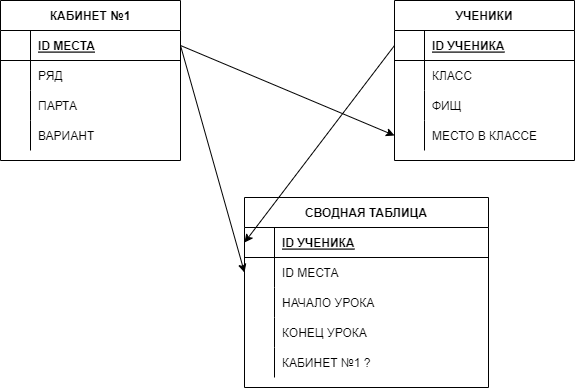 КАБИНЕТ №1
ID МЕСТА
РЯД
ПАРТА
ВАРИАНТ
УЧЕНИКИ
ID УЧЕНИКА
КЛАСС
ФИЩ
МЕСТО В КЛАССЕ
СВОДНАЯ ТАБЛИЦА
ID УЧЕНИКА
ID МЕСТА
НАЧАЛО УРОКА
КОНЕЦ УРОКА
КАБИНЕТ №1 ?